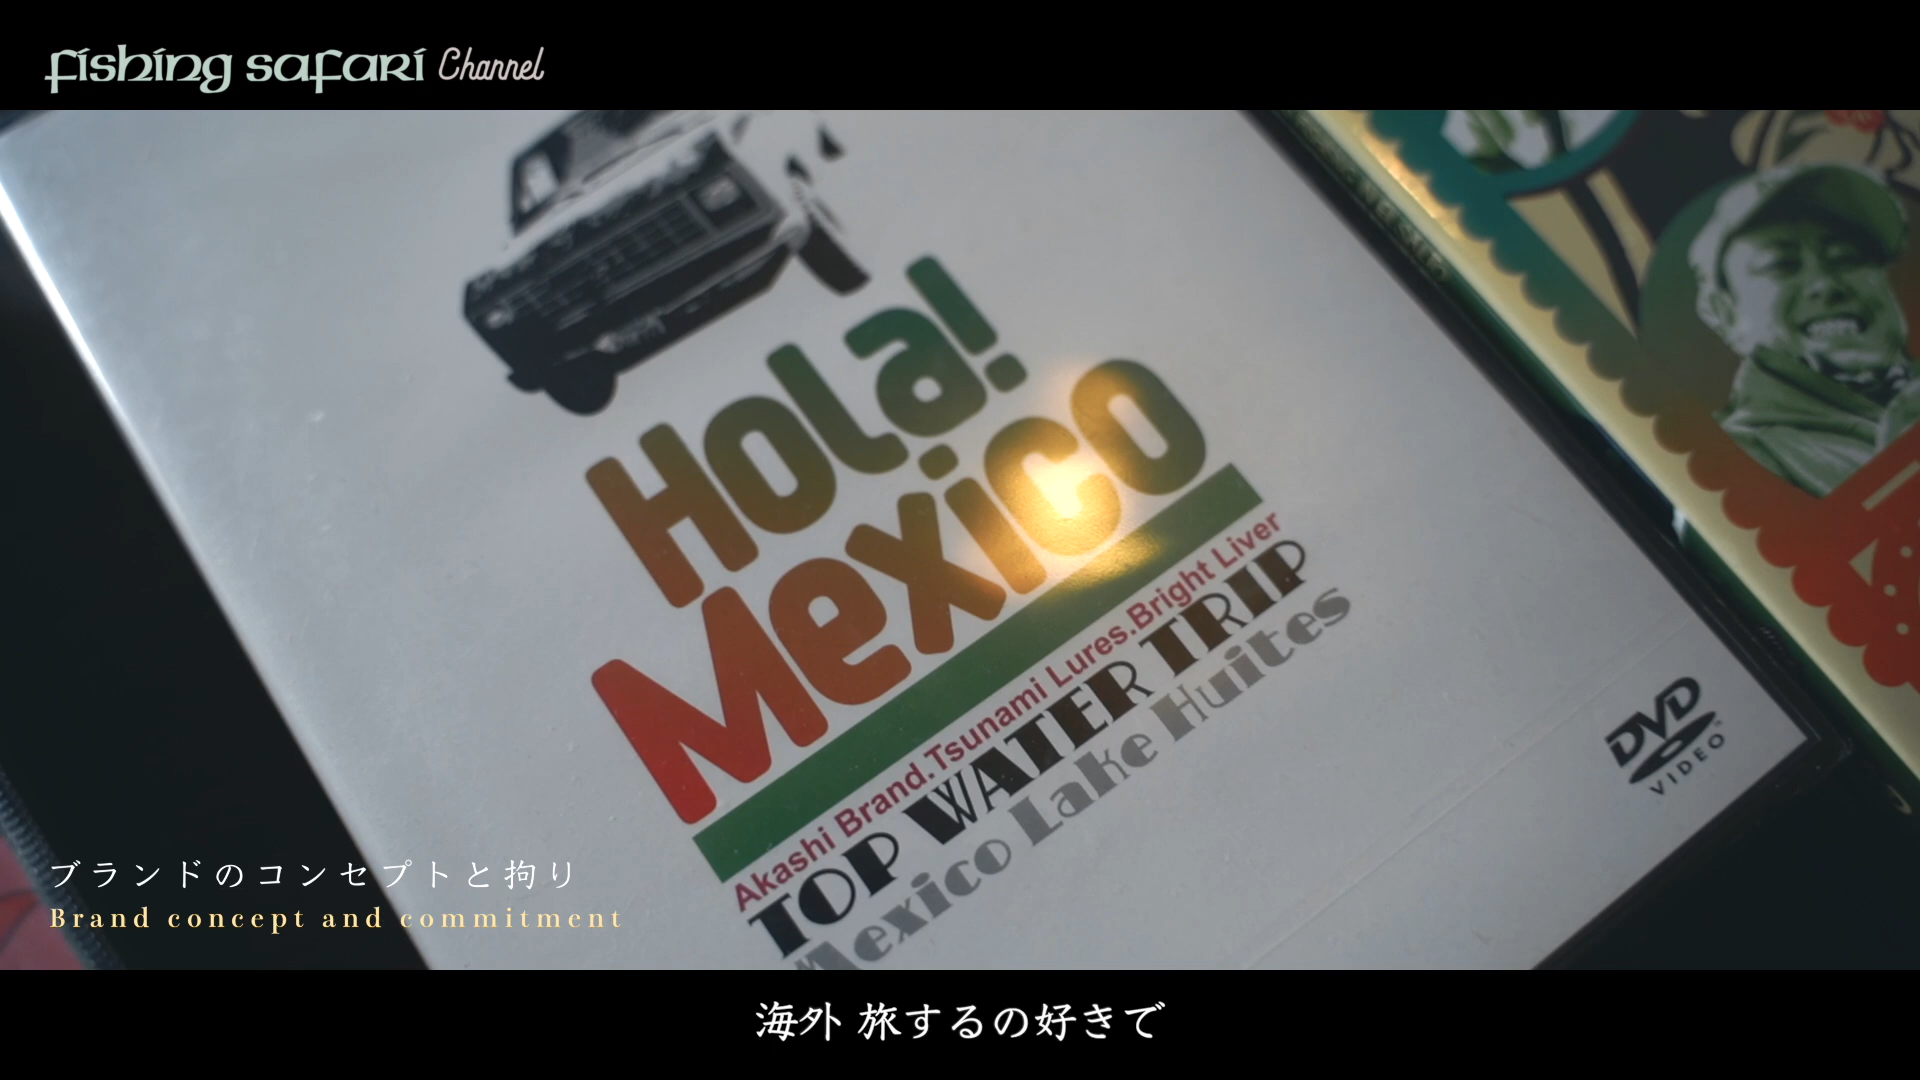 fishing safari Channel
Hola!
Mexico
Akashi Brand.Tsunami Lures.Bright Liver
TOP WATER TRIP
Mexico Lake Huites
DVD
VIDEO
ブランドのコンセプトと拘り
Brand concept and commitment
海外 旅するの好きで